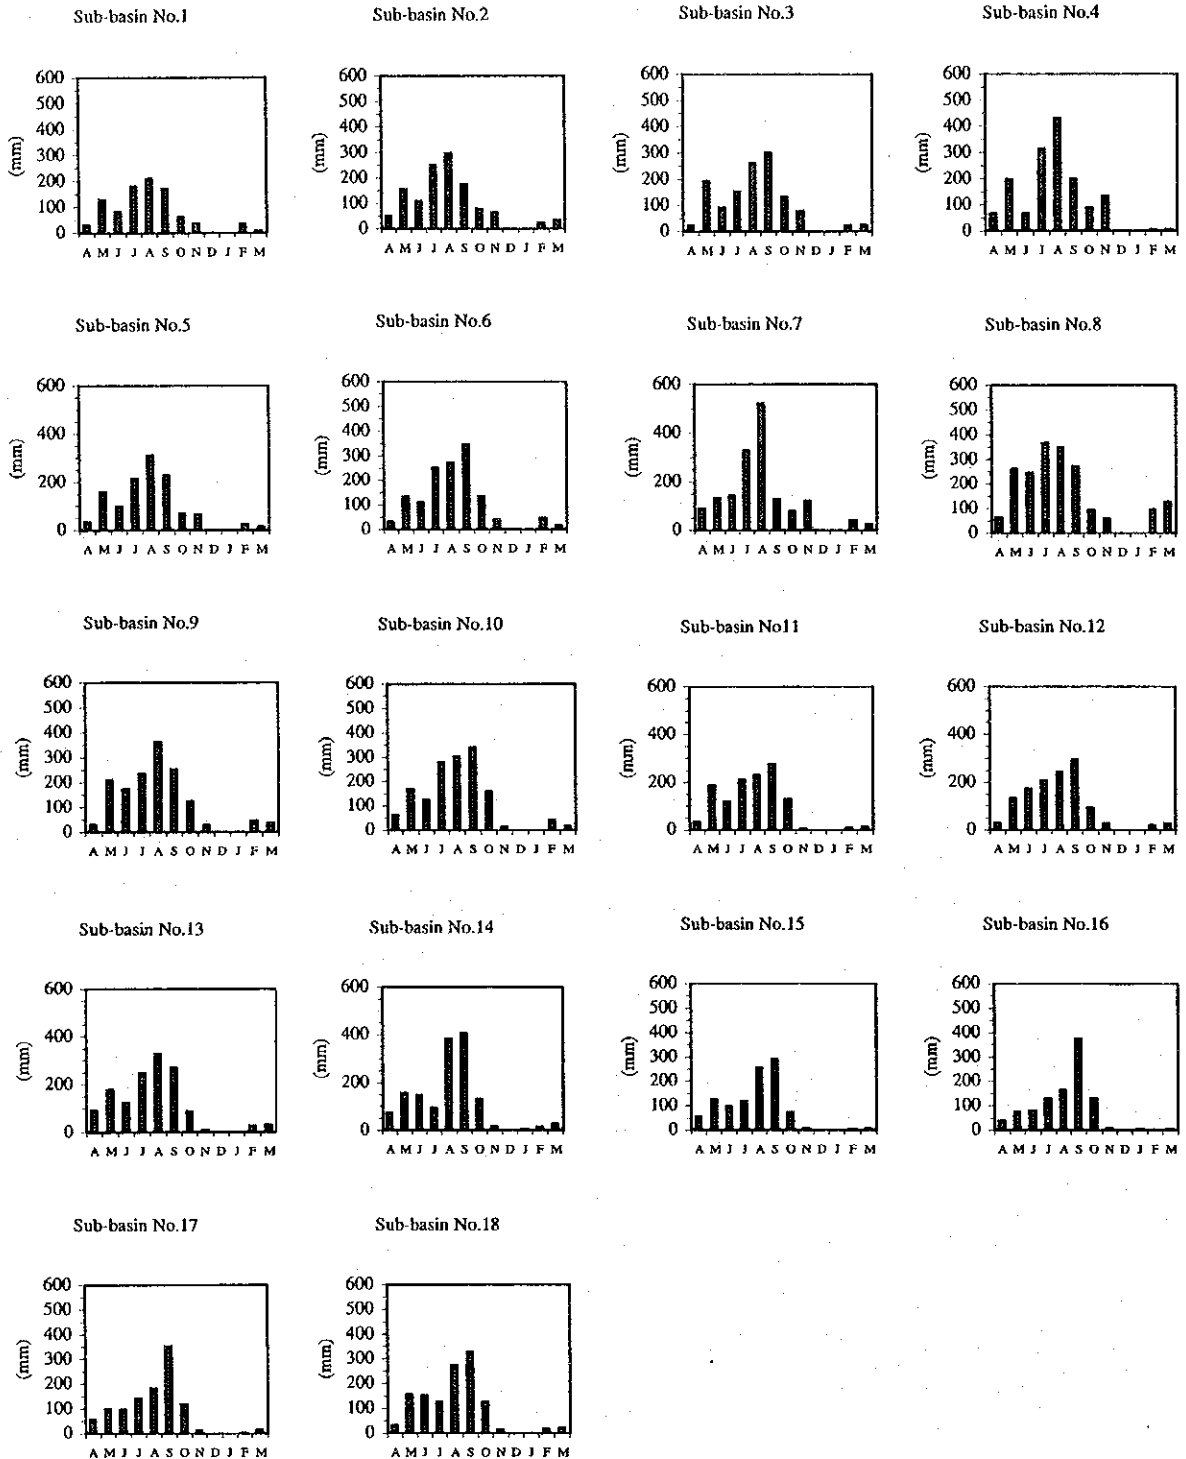 Sub-basin No.1
600
500
400
300
200
100
0
(mm)
A M J J A S O N D J F M
Sub-basin No.2
600
500
400
300
200
100
0
(mm)
A M J J A S O N D J F M
Sub-basin No.3
600
500
400
300
200
100
0
(mm)
A M J J A S O N D J F M
Sub-basin No.4
600
500
400
300
200
100
0
(mm)
A M J J A S O N D J F M
Sub-basin No.5
600
400
200
0
(mm)
A M J J A S O N D J F M
Sub-basin No.6
600
500
400
300
200
100
0
(mm)
A M J J A S O N D J F M
Sub-basin No.7
600
400
200
0
(mm)
A M J J A S O N D J F M
Sub-basin No.8
600
500
400
300
200
100
0
(mm)
A M J J A S O N D J F M
Sub-basin No.9
600
500
400
300
200
100
0
(mm)
A M J J A S O N D J F M
Sub-basin No.10
600
500
400
300
200
100
0
(mm)
A M J J A S O N D J F M
Sub-basin No11
600
400
200
0
(mm)
A M J J A S O N D J F M
Sub-basin No.12
600
400
200
0
(mm)
A M J J A S O N D J F M
Sub-basin No.13
600
400
200
0
(mm)
A M J J A S O N D J F M
Sub-basin No.14
600
400
200
0
(mm)
A M J J A S O N D J F M
Sub-basin No.15
600
500
400
300
200
100
0
(mm)
A M J J A S O N D J F M
Sub-basin No.16
600
500
400
300
200
100
0
(mm)
A M J J A S O N D J F M
Sub-basin No.17
600
500
400
300
200
100
0
(mm)
A M J J A S O N D J F M
Sub-basin No.18
600
500
400
300
200
100
0
(mm)
A M J J A S O N D J F M